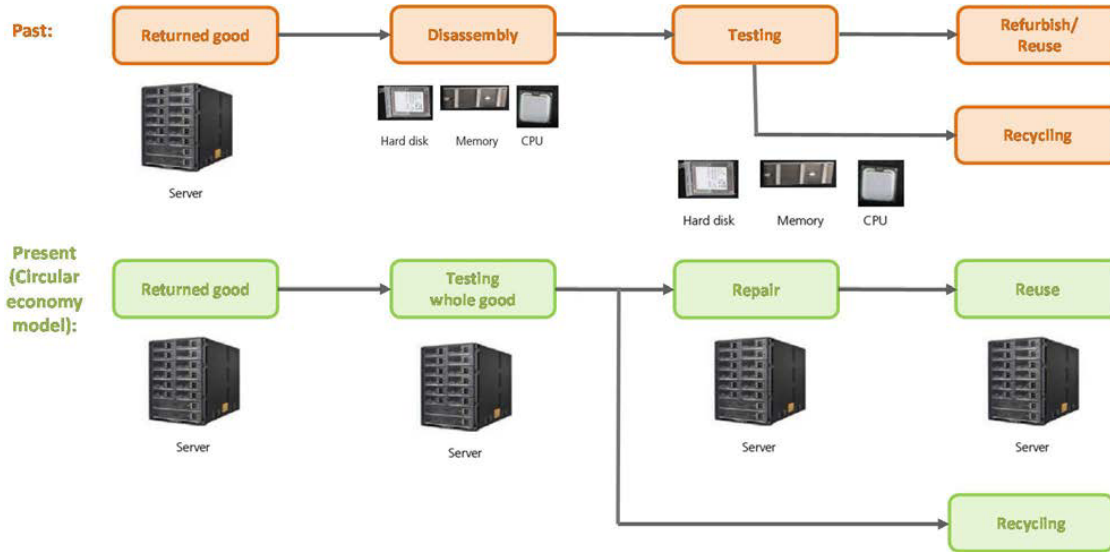 Past:
Returned good
Disassembly
Testing
Refurbish/
Reuse
Hard disk
Memory
CPU
Server
Recycling
Hard disk
Memory
CPU
Present
(Circular
economy
model):
Returned good
Testing
whole good
Repair
Reuse
Server
Server
Server
Server
Recycling